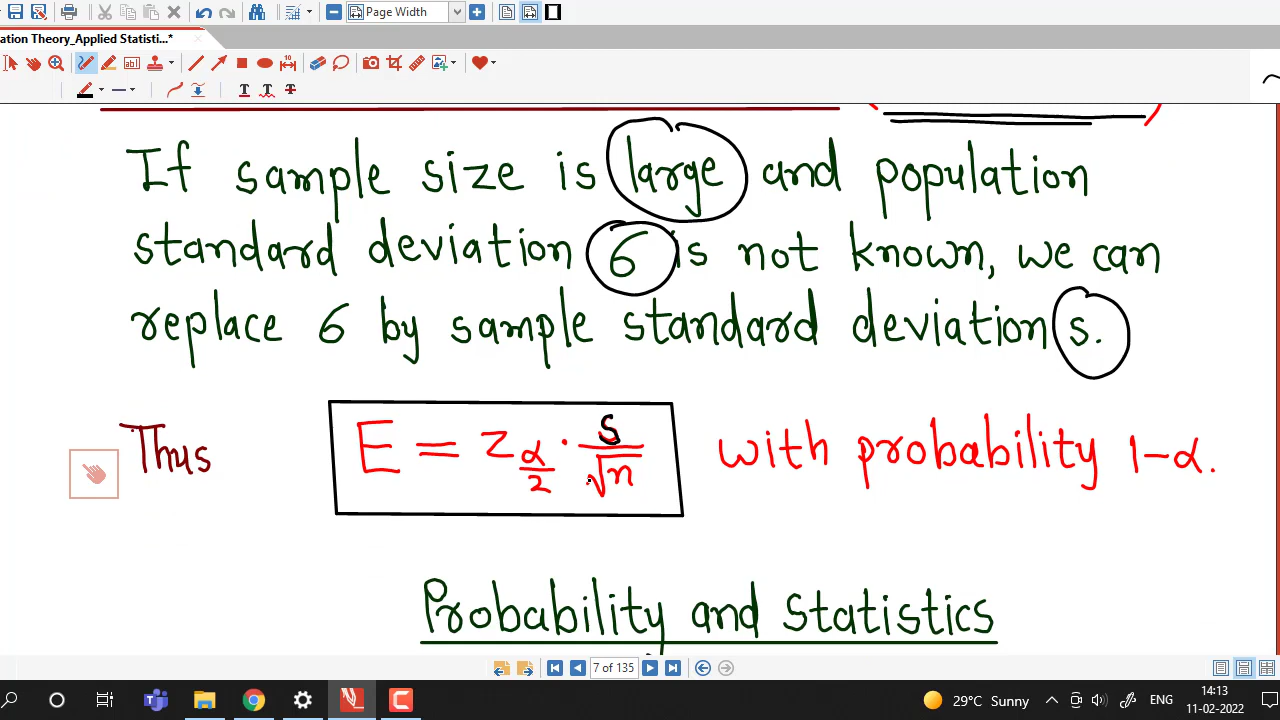 Page Width
ation Theory_Applied Statisti...*
If sample size is large and population
standard deviation σ is not known, we can
replace σ by sample standard deviation s.
Thus E = z α/2 · s/√n with probability 1-α.
Probability and Statistics
7 of 135
29°C Sunny
ENG
14:13
11-02-2022